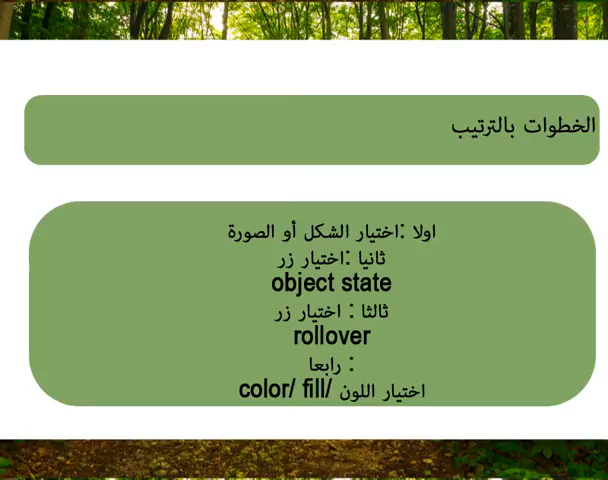 الخطوات بالترتيب
اولا :اختيار الشكل أو الصورة
ثانيا :اختيار زر
object state
ثالثا : اختيار زر
rollover
رابعا :
اختيار اللون /color/ fill